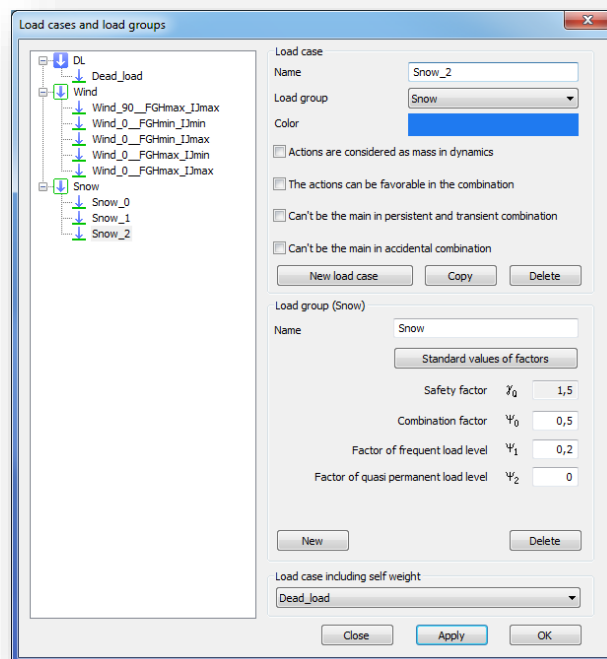 Load cases and load groups
DL
Dead_load
Wind
Wind_90__FGHmax_IJmax
Wind_0__FGHmin_IJmin
Wind_0__FGHmin_IJmax
Wind_0__FGHmax_IJmin
Wind_0__FGHmax_IJmax
Snow
Snow_0
Snow_1
Snow_2
Load case
Name Snow_2
Load group Snow
Color
Actions are considered as mass in dynamics
The actions can be favorable in the combination
Can't be the main in persistent and transient combination
Can't be the main in accidental combination
New load case Copy Delete
Load group (Snow)
Name Snow
Standard values of factors
Safety factor γQ 1,5
Combination factor Ψ0 0,5
Factor of frequent load level Ψ1 0,2
Factor of quasi permanent load level Ψ2 0
New Delete
Load case including self weight
Dead_load
Close Apply OK